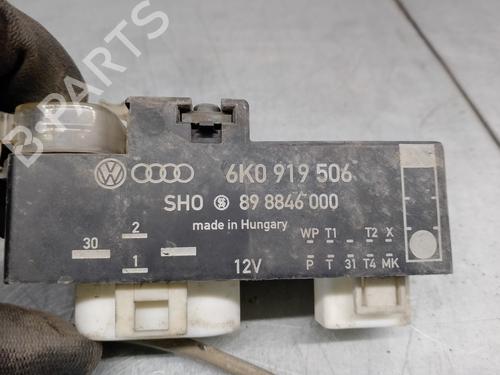 B-PARTS
6K0 919 506
SHO 89 8846 000
made in Hungary
2
WP T1 T2 X
30
1
12V
P T 31 T4 MK